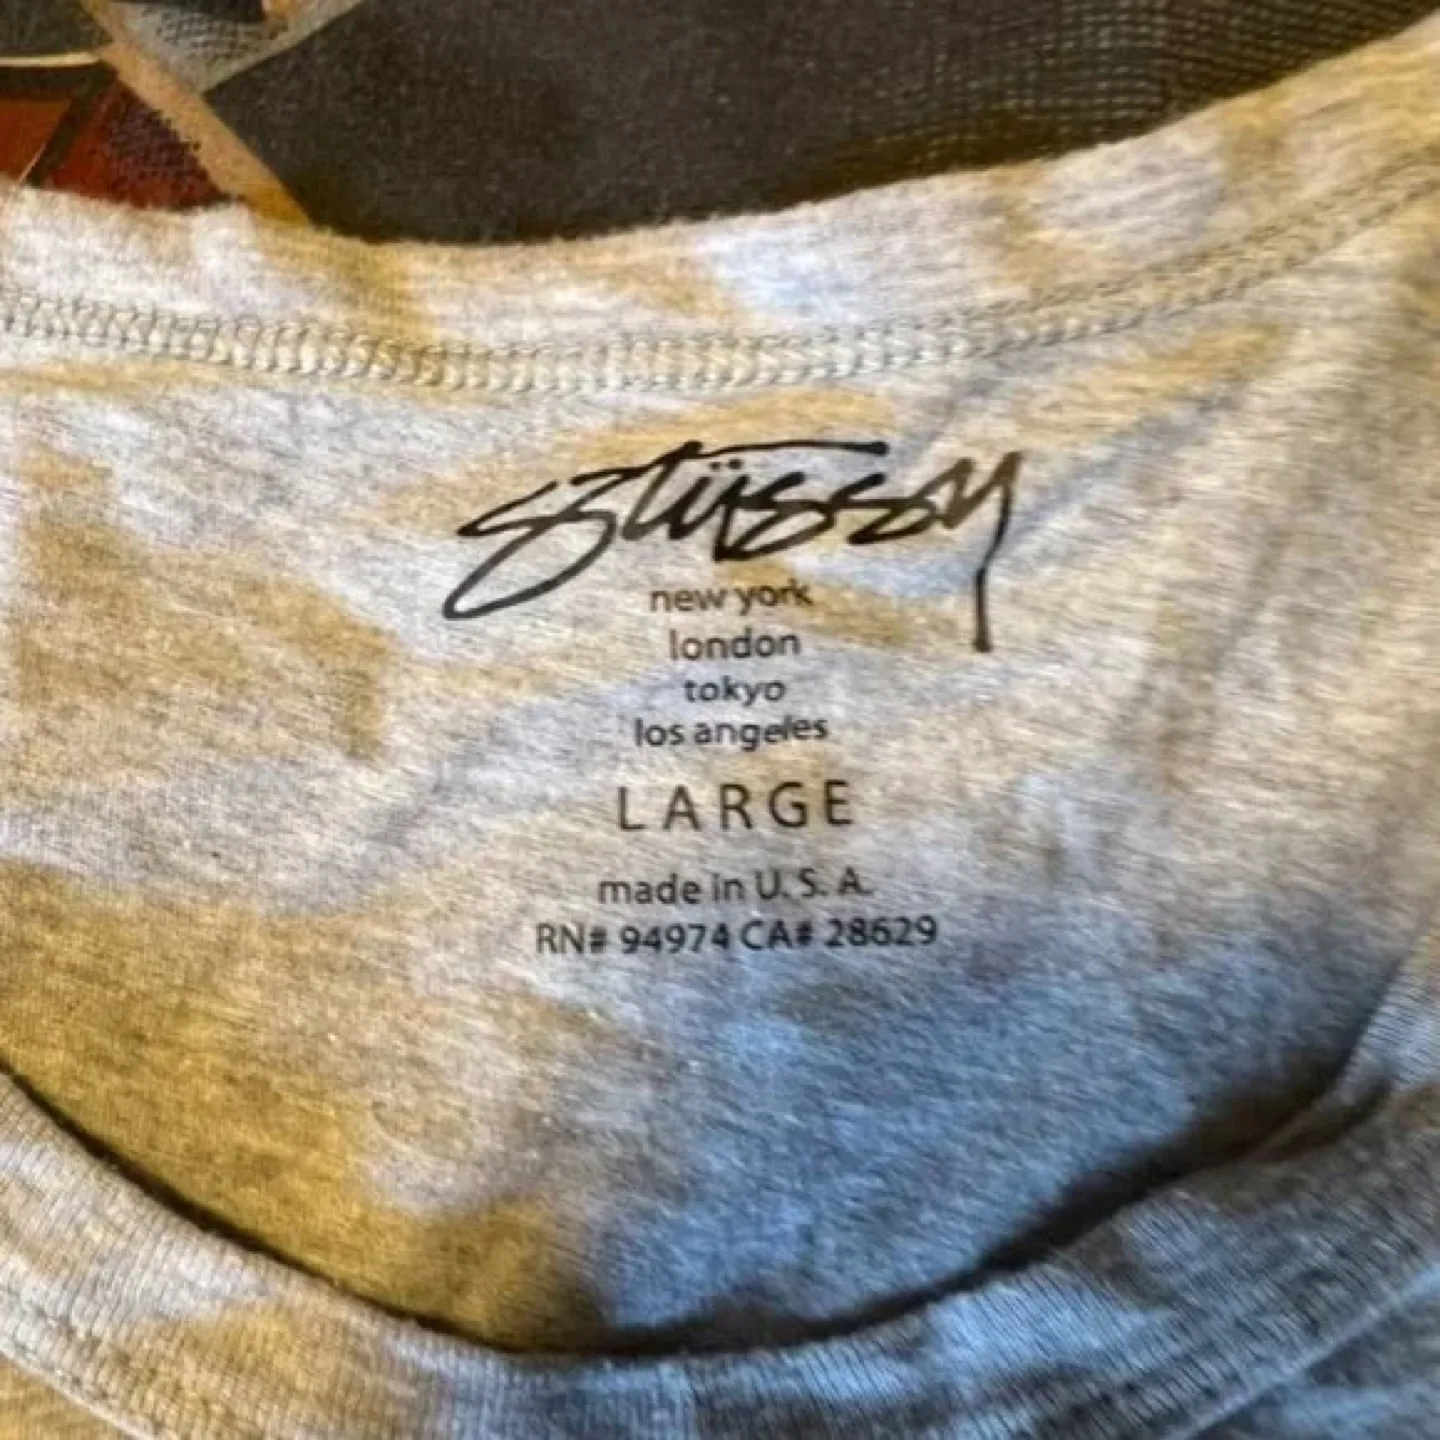 stüssy
new york
london
tokyo
los angeles
LARGE
made in U. S. A.
RN# 94974 CA# 28629